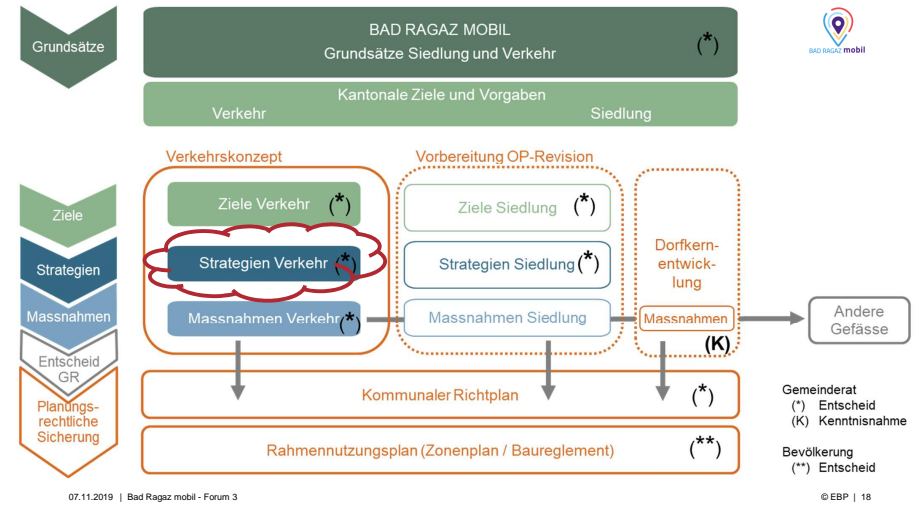 Grundsätze
BAD RAGAZ MOBIL
Grundsätze Siedlung und Verkehr
(*)
BAD RAGAZ mobil
Kantonale Ziele und Vorgaben
Verkehr
Siedlung
Verkehrskonzept
Vorbereitung OP-Revision
Ziele
Ziele Verkehr (*)
Ziele Siedlung (*)
Strategien
Strategien Verkehr (*)
Strategien Siedlung (*)
Dorfkern-
entwick-
lung
Massnahmen
Massnahmen Verkehr (*)
Massnahmen Siedlung
Massnahmen
(K)
Andere
Gefässe
Entscheid
GR
Planungs-
rechtliche
Sicherung
Kommunaler Richtplan (*)
Rahmennutzungsplan (Zonenplan / Baureglement) (**)
Gemeinderat
(*) Entscheid
(K) Kenntnisnahme
Bevölkerung
(**) Entscheid
07.11.2019 | Bad Ragaz mobil - Forum 3
© EBP | 18